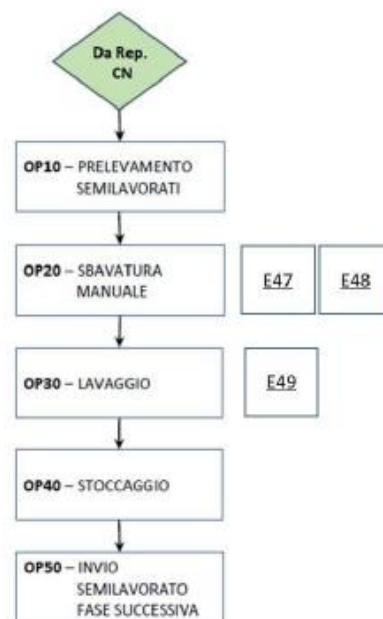 Da Rep.
CN
OP10 – PRELEVAMENTO
SEMILAVORATI
OP20 – SBAVATURA
MANUALE
E47
E48
OP30 – LAVAGGIO
E49
OP40 – STOCCAGGIO
OP50 – INVIO
SEMILAVORATO
FASE SUCCESSIVA